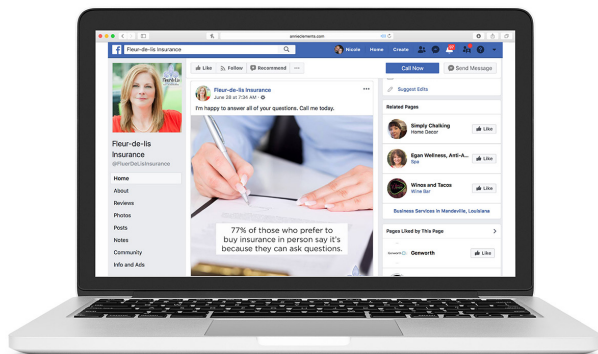 annieclements.com
Fleur-de-lis Insurance
Nicole Home Create
Like Follow Recommend
Call Now Send Message
Fleur-de-lis Insurance
June 28 at 7:34 AM
I'm happy to answer all of your questions. Call me today.
77% of those who prefer to
buy insurance in person say it's
because they can ask questions.
Fleur-de-lis
Insurance
@FluerDeLisInsurance
Home
About
Reviews
Photos
Posts
Notes
Community
Info and Ads
Suggest Edits
Related Pages
Simply Chalking
Home Decor
Like
Egan Wellness, Anti-A...
Spa
Like
Winos and Tacos
Wine Bar
Like
Business Services in Mandeville, Louisiana
Pages Liked by This Page
Genworth
Like